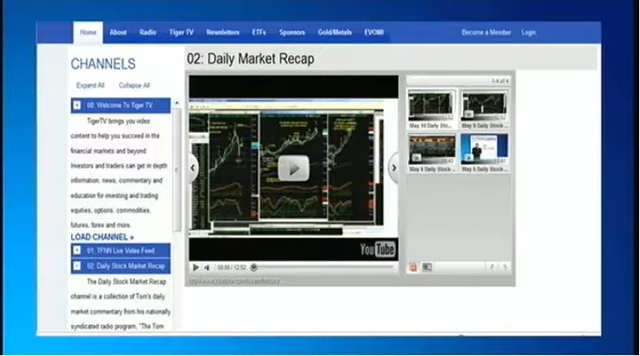 Home About Radio Tiger TV Newsletters ETFs Sponsors Gold/Metals EVOMI Become a Member Login
CHANNELS
Expand All Collapse All
00: Welcome To Tiger TV
TigerTV brings you video
content to help you succeed in the
financial markets and beyond
Investors and traders can get in depth
information, news, commentary and
education for investing and trading
equities, options, commodities,
futures, forex and more.
LOAD CHANNEL +
01: TFNN Live Video Feed
02: Daily Stock Market Recap
The Daily Stock Market Recap
channel is a collection of Tom's daily
market commentary from his nationally
syndicated radio program, "The Tom
02: Daily Market Recap
YouTube
00:00 / 12:52
May 10 Daily Stoc...
May 9 Daily Stock...
May 6 Daily Stock...
May 5 Daily Stock...